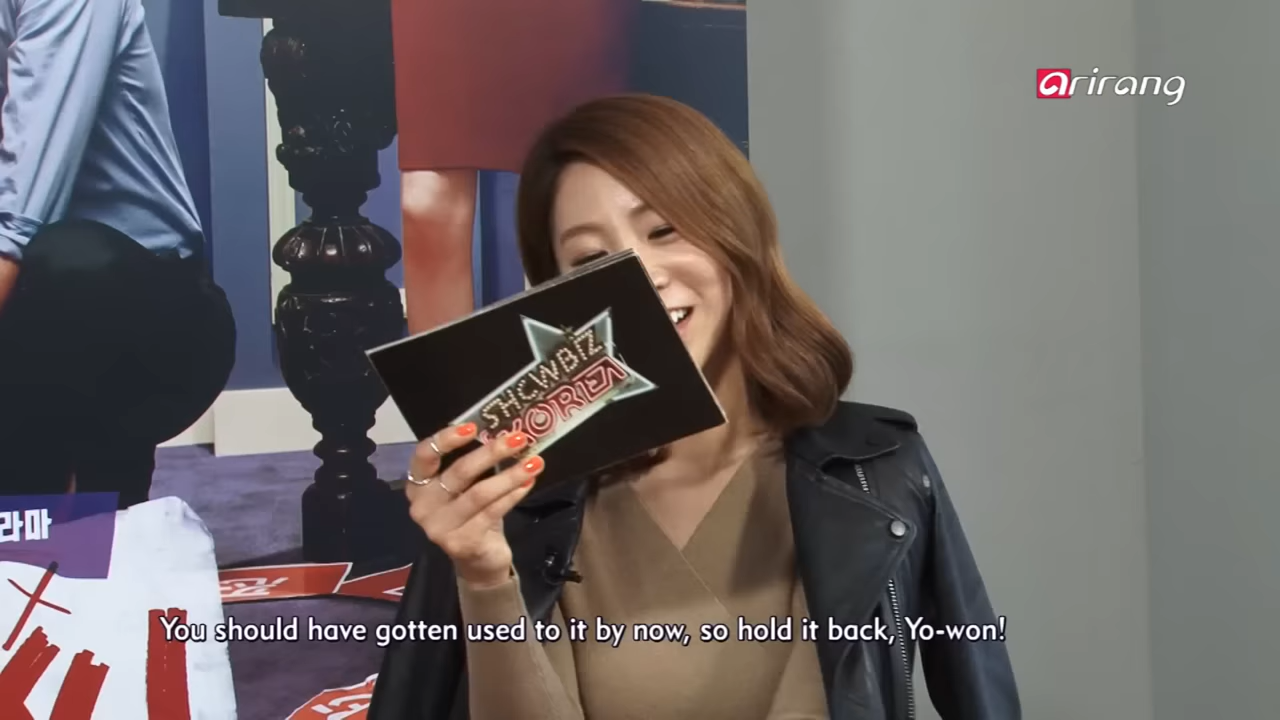 arirang
SHOWBIZ
KOREA
라마
You should have gotten used to it by now, so hold it back, Yo-won!